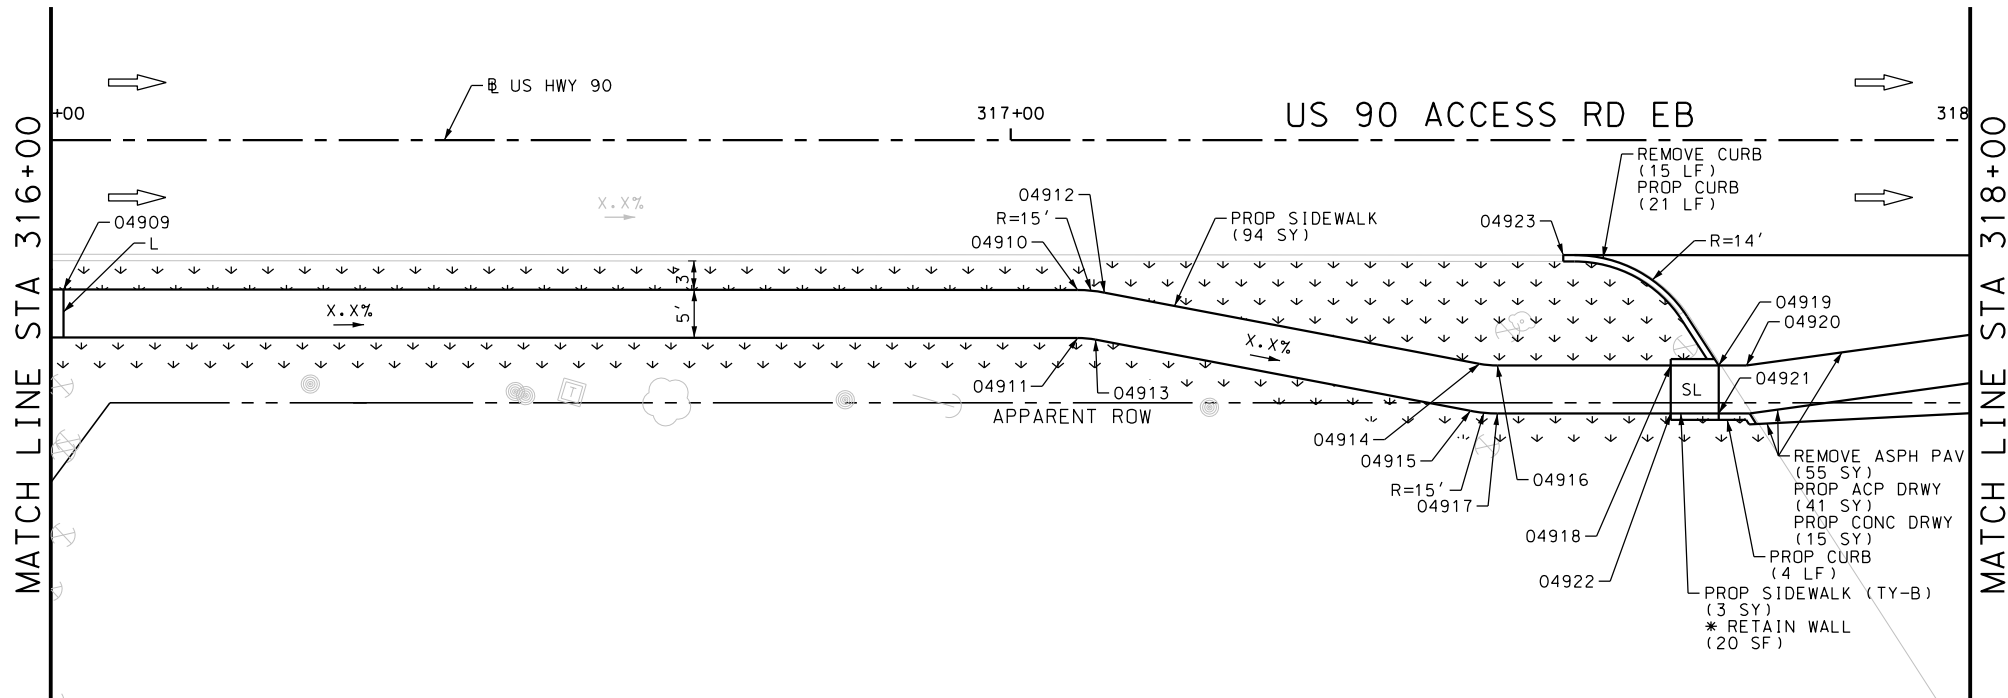 MATCH LINE STA 316+00
+00
℄ US HWY 90
317+00
US 90 ACCESS RD EB
318
MATCH LINE STA 318+00
REMOVE CURB
(15 LF)
PROP CURB
(21 LF)
04909
L
X.X%
04912
R=15'
04910
PROP SIDEWALK
(94 SY)
04923
R=14'
3'
5'
X.X%
X.X%
04919
04920
04911
04913
APPARENT ROW
T
SL
04921
04914
04915
R=15'
04917
04916
04918
04922
REMOVE ASPH PAV
(55 SY)
PROP ACP DRWY
(41 SY)
PROP CONC DRWY
(15 SY)
PROP CURB
(4 LF)
PROP SIDEWALK (TY-B)
(3 SY)
* RETAIN WALL
(20 SF)